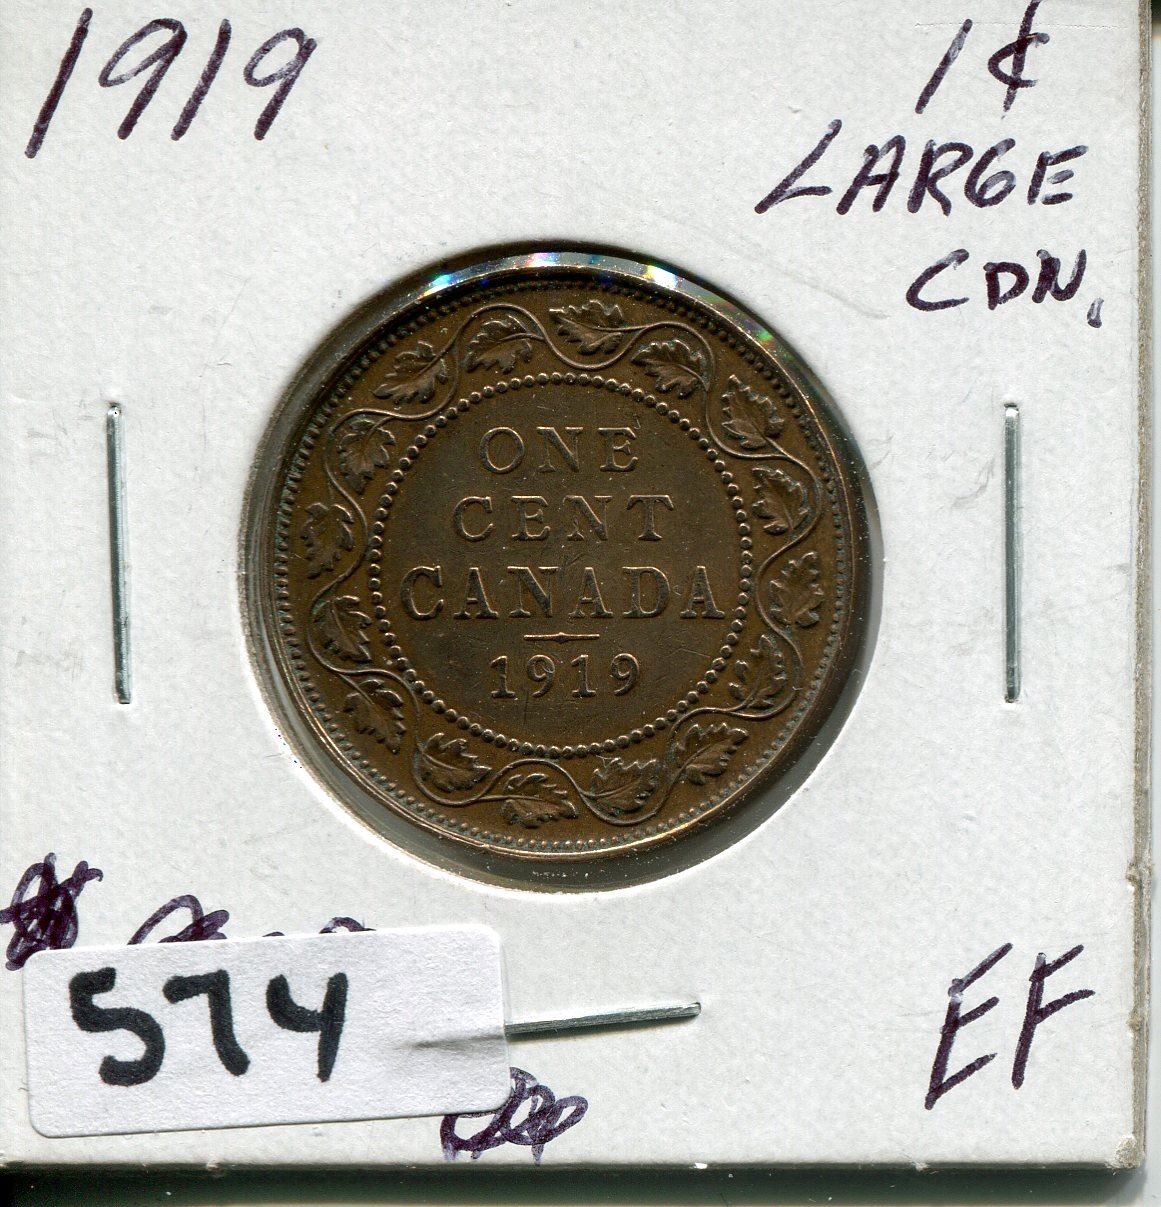 1919
1¢
LARGE
CDN.
ONE
CENT
CANADA
1919
574
EF